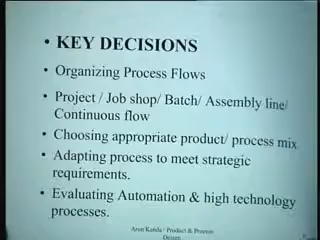 • KEY DECISIONS
• Organizing Process Flows
• Project / Job shop/ Batch/ Assembly line/
Continuous flow
• Choosing appropriate product/ process mix
• Adapting process to meet strategic
requirements.
• Evaluating Automation & high technology
processes.
Arun Kanda / Product & Process
Design